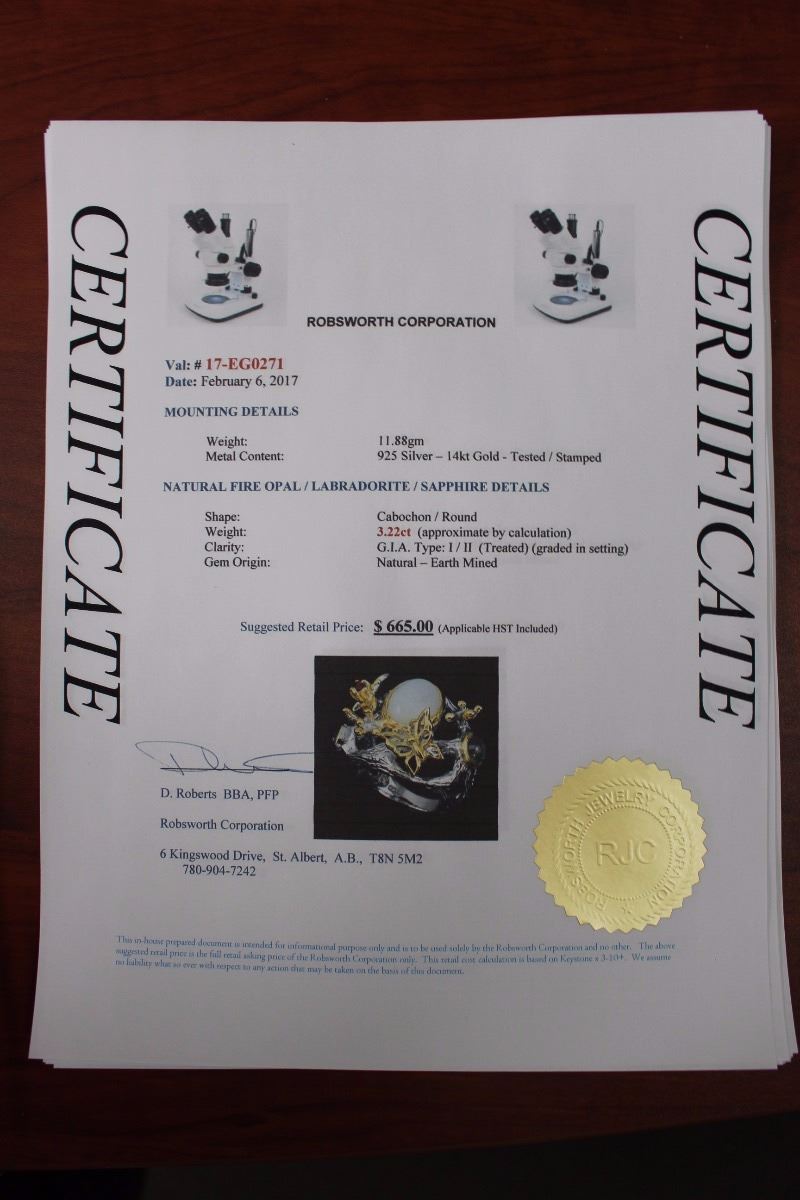 CERTIFICATE
CERTIFICATE
ROBSWORTH CORPORATION
Val: # 17-EG0271
Date: February 6, 2017
MOUNTING DETAILS
Weight: 11.88gm
Metal Content: 925 Silver – 14kt Gold - Tested / Stamped
NATURAL FIRE OPAL / LABRADORITE / SAPPHIRE DETAILS
Shape: Cabochon / Round
Weight: 3.22ct (approximate by calculation)
Clarity: G.I.A. Type: I / II (Treated) (graded in setting)
Gem Origin: Natural – Earth Mined
Suggested Retail Price: $ 665.00 (Applicable HST Included)
D. Roberts BBA, PFP
Robsworth Corporation
6 Kingswood Drive, St. Albert, A.B., T8N 5M2
780-904-7242
ROBSWORTH JEWELRY CORPORATION
RJC
This in-house prepared document is intended for informational purpose only and is to be used solely by the Robsworth Corporation and no other. The above
suggested retail price is the full retail asking price of the Robsworth Corporation only. This retail cost calculation is based on Keystone x 3-10+. We assume
no liability what so ever with respect to any action that may be taken on the basis of this document.